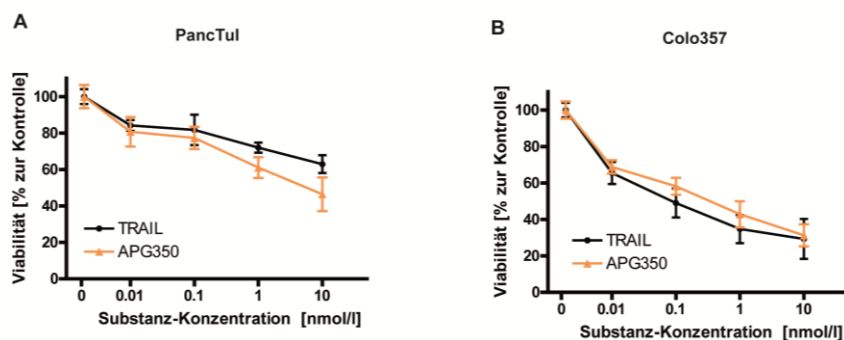 A
PancTuI
Viabilität [% zur Kontrolle]
100
80
60
40
20
0
TRAIL
APG350
0 0.01 0.1 1 10
Substanz-Konzentration [nmol/l]
B
Colo357
Viabilität [% zur Kontrolle]
100
80
60
40
20
0
TRAIL
APG350
0 0.01 0.1 1 10
Substanz-Konzentration [nmol/l]